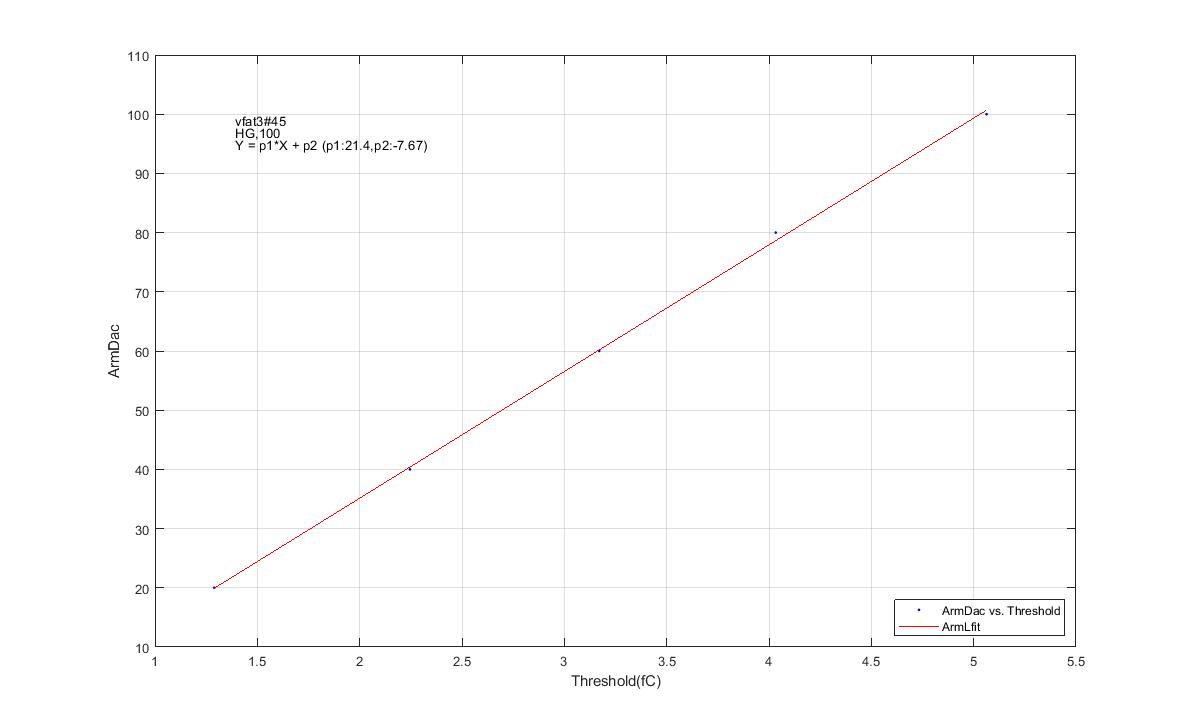 110
100
90
80
70
60
50
40
30
20
10
ArmDac
vfat3#45
HG,100
Y = p1*X + p2 (p1:21.4,p2:-7.67)
ArmDac vs. Threshold
ArmLfit
1 1.5 2 2.5 3 3.5 4 4.5 5 5.5
Threshold(fC)